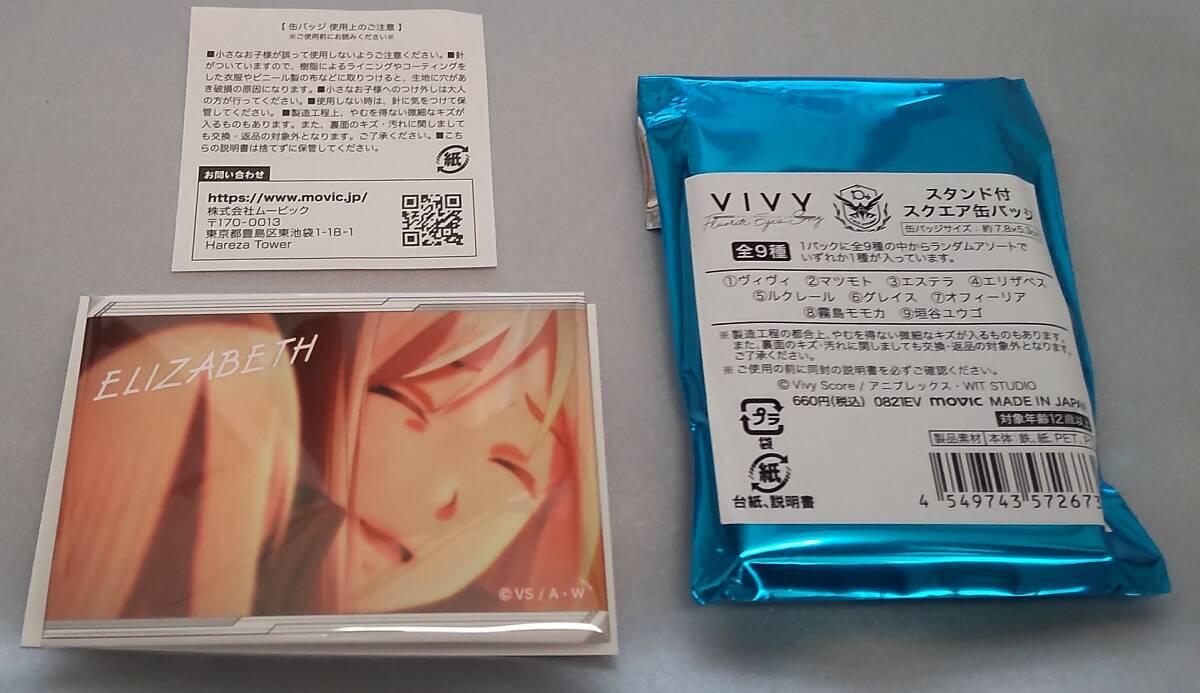 【 缶バッジ 使用上のご注意 】
※ご使用前にお読みください※
■小さなお子様が誤って使用しないようご注意ください。■針
がついていますので、樹脂によるライニングやコーティングを
した衣服やビニール製の布などに取りつけると、生地に穴があ
き破損の原因になります。■小さなお子様へのつけ外しは大人
の方が行ってください。■使用しない時は、針に気をつけて保
管してください。■製造工程上、やむを得ない微細なキズが
入るものもあります。また、裏面のキズ・汚れに関しまして
も交換・返品の対象外となります。ご了承ください。■こち
らの説明書は捨てずに保管してください。
紙
お問い合わせ
https://www.movic.jp/
株式会社ムービック
〒170-0013
東京都豊島区東池袋1-18-1
Hareza Tower
ELIZABETH
©VS / A・W
VIVY
Fluorite Eye's Song
スタンド付
スクエア缶バッジ
缶バッジサイズ：約7.8×5.3
全9種
1パックに全9種の中からランダムアソートで
いずれか1種が入っています。
①ヴィヴィ ②マツモト ③エステラ ④エリザベス
⑤ルクレール ⑥グレイス ⑦オフィーリア
⑧霧島モモカ ⑨垣谷ユウゴ
※製造工程の都合上、やむを得ない微細なキズが入るものもあります。
また、裏面のキズ・汚れに関しましても交換・返品の対象外となります。
ご了承ください。
※ご使用の前に同封の説明書を必ずご確認ください。
© Vivy Score / アニプレックス・WIT STUDIO
660円(税込) 0821EV movic MADE IN JAPAN
対象年齢12歳以
プラ
袋
製品素材 本体：鉄、紙、PET、P
紙
台紙、説明書
4 549743 572673